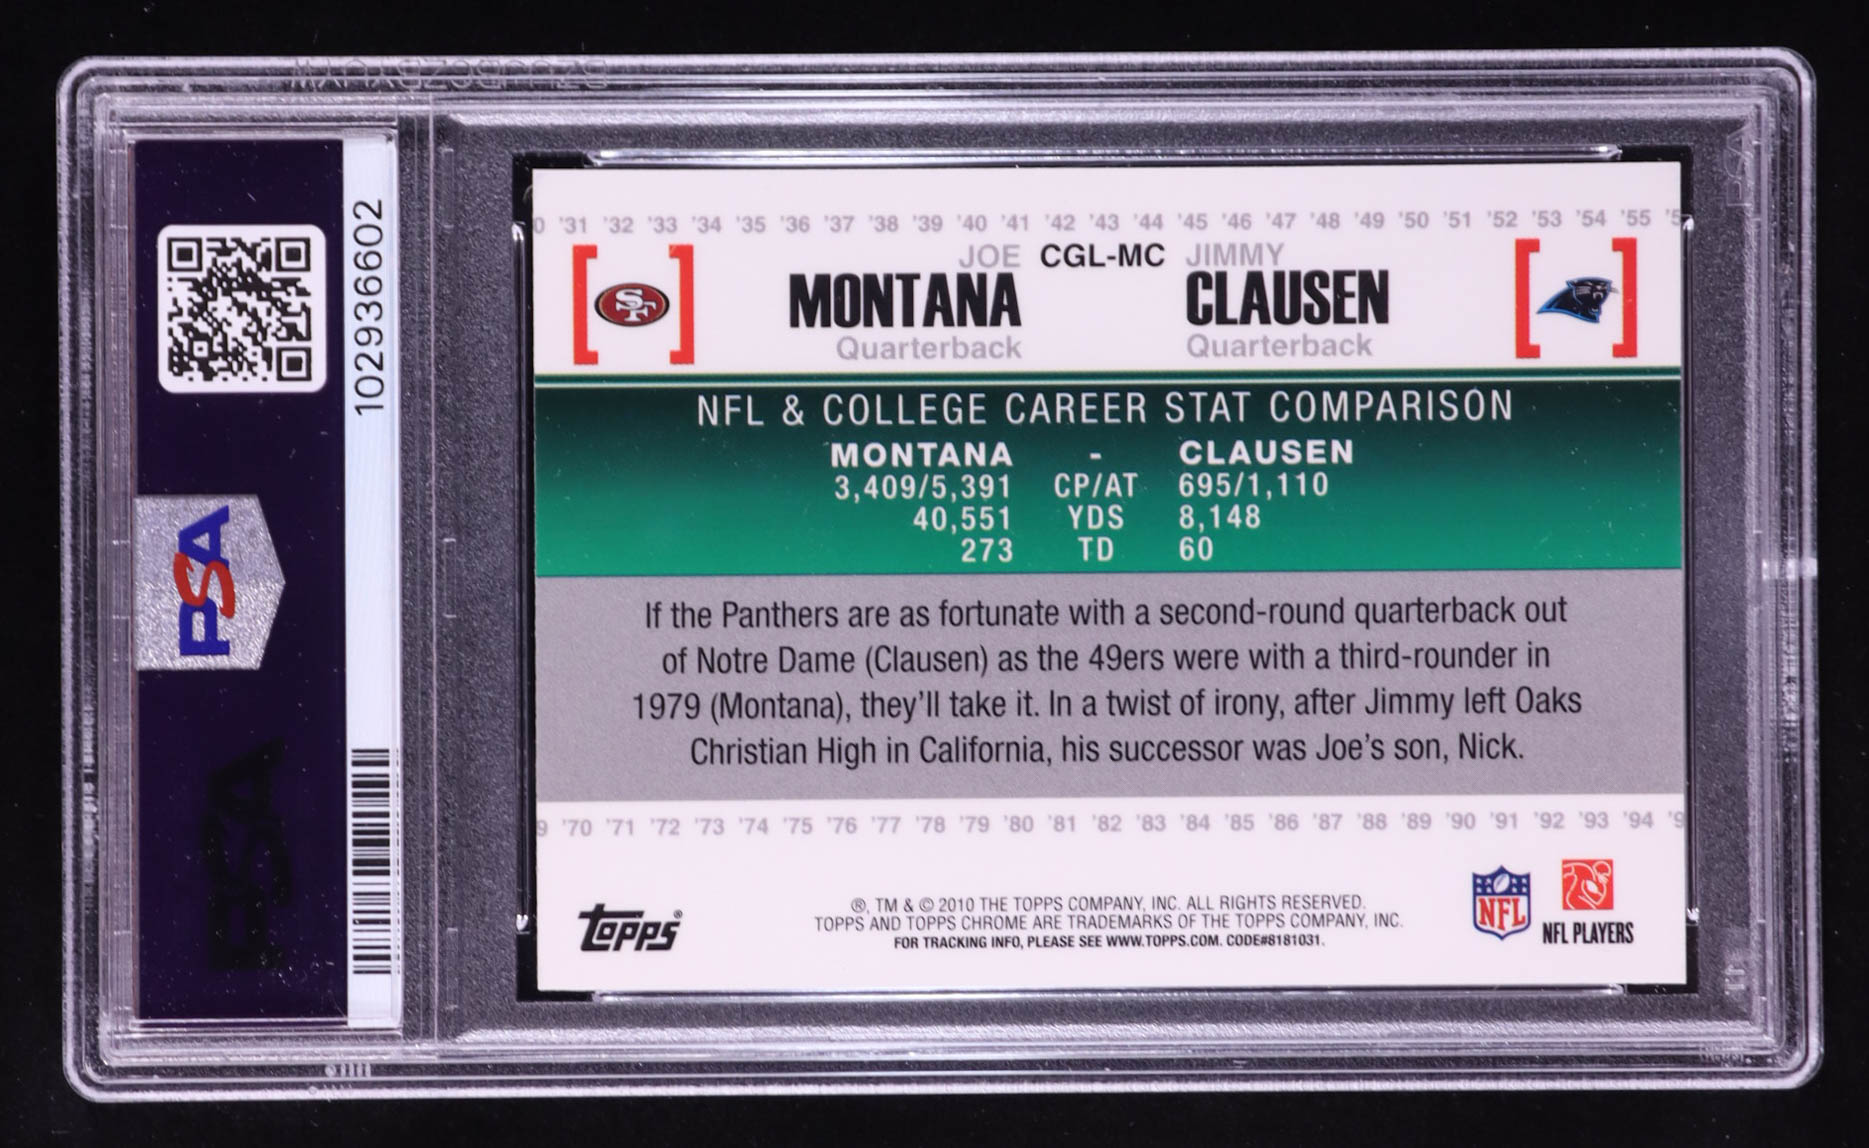 102936602
PSA
PSA
0 '31 '32 '33 '34 '35 '36 '37 '38 '39 '40 '41 '42 '43 '44 '45 '46 '47 '48 '49 '50 '51 '52 '53 '54 '55 '5
JOE CGL-MC JIMMY
MONTANA CLAUSEN
Quarterback Quarterback
SF
NFL & COLLEGE CAREER STAT COMPARISON
MONTANA - CLAUSEN
3,409/5,391 CP/AT 695/1,110
40,551 YDS 8,148
273 TD 60
If the Panthers are as fortunate with a second-round quarterback out
of Notre Dame (Clausen) as the 49ers were with a third-rounder in
1979 (Montana), they'll take it. In a twist of irony, after Jimmy left Oaks
Christian High in California, his successor was Joe's son, Nick.
9 '70 '71 '72 '73 '74 '75 '76 '77 '78 '79 '80 '81 '82 '83 '84 '85 '86 '87 '88 '89 '90 '91 '92 '93 '94 '9
topps®
®, TM & © 2010 THE TOPPS COMPANY, INC. ALL RIGHTS RESERVED.
TOPPS AND TOPPS CHROME ARE TRADEMARKS OF THE TOPPS COMPANY, INC.
FOR TRACKING INFO, PLEASE SEE WWW.TOPPS.COM. CODE#8181031.
NFL
NFL PLAYERS